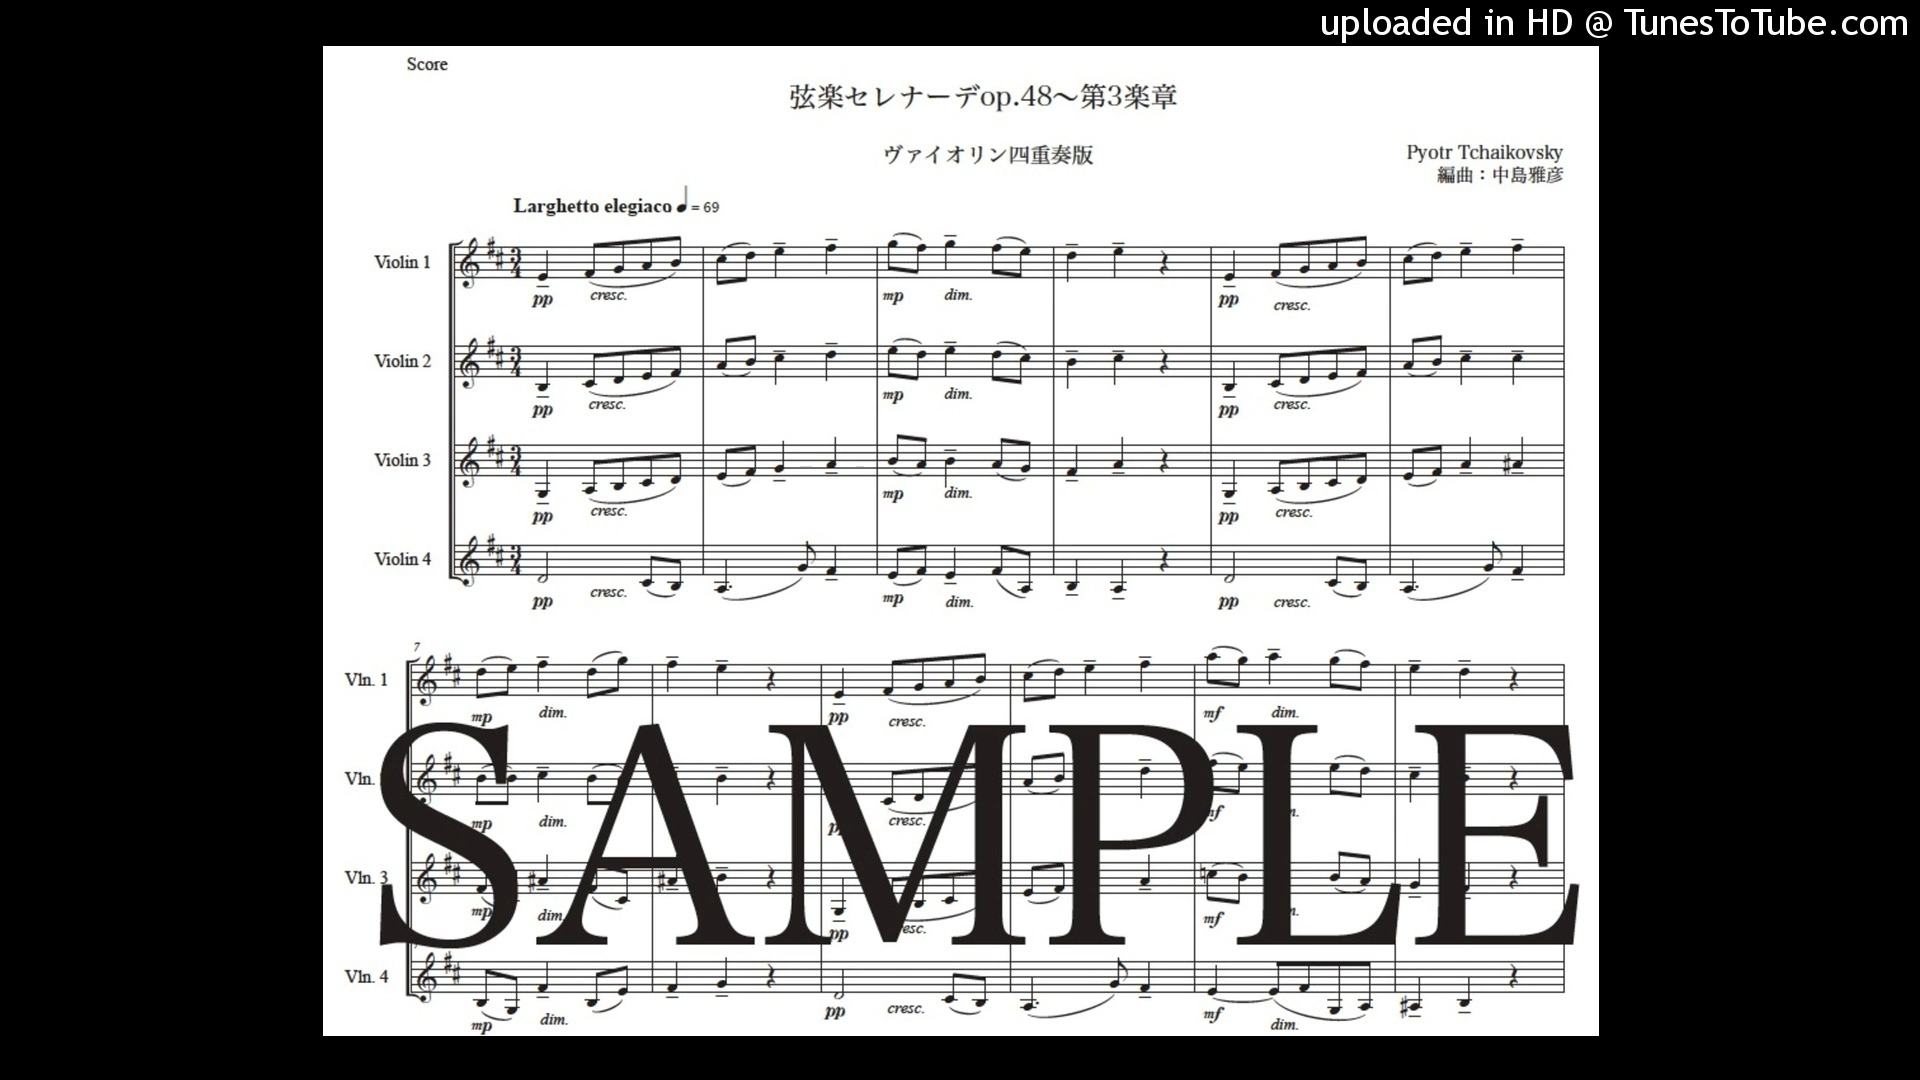 uploaded in HD @ TunesToTube.com
Score
弦楽セレナーデop.48～第3楽章
ヴァイオリン四重奏版
Pyotr Tchaikovsky
編曲：中島雅彦
Larghetto elegiaco ♩= 69
Violin 1
pp cresc. mp dim. pp cresc.
Violin 2
pp cresc. mp dim. pp cresc.
Violin 3
pp cresc. mp dim. pp cresc.
Violin 4
pp cresc. mp dim. pp cresc.
7
Vln. 1
mp dim. pp cresc. mf dim.
SAMPLE
Vln.
mp dim. cresc.
Vln. 3
mp dim. pp mf
Vln. 4
mp dim. pp cresc. mf dim.